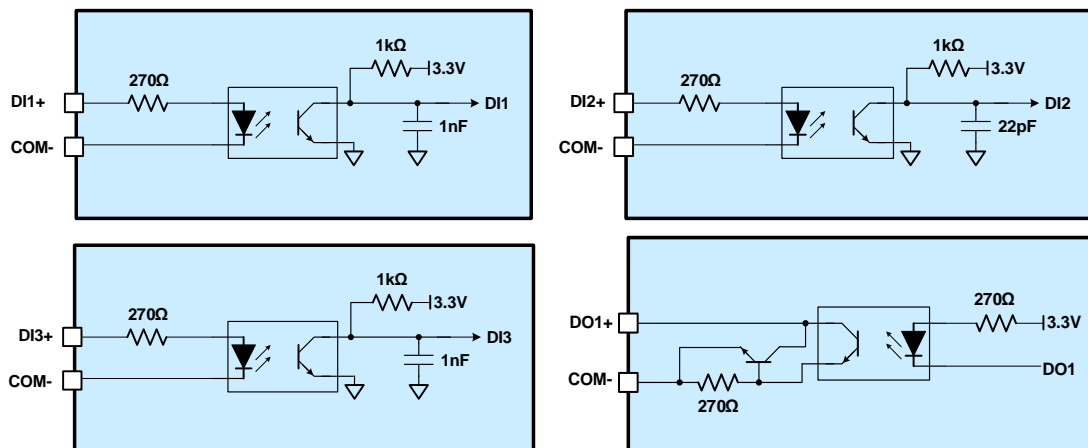 1kΩ
3.3V
270Ω
DI1+
DI1
1nF
COM-
1kΩ
3.3V
270Ω
DI2+
DI2
22pF
COM-
1kΩ
3.3V
270Ω
DI3+
DI3
1nF
COM-
270Ω
DO1+
3.3V
COM-
DO1
270Ω